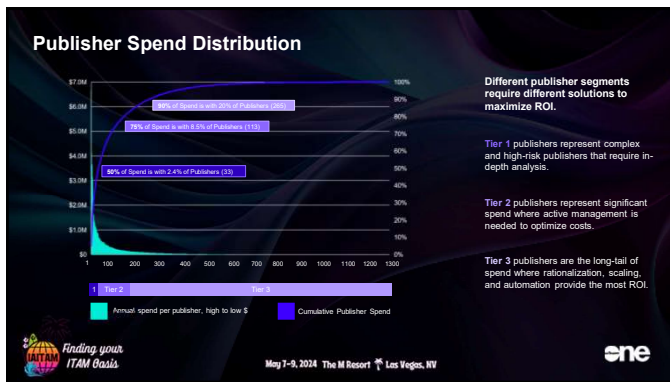 Publisher Spend Distribution
$7.0M
$6.0M
$5.0M
$4.0M
$3.0M
$2.0M
$1.0M
$0
100%
90%
80%
70%
60%
50%
40%
30%
20%
10%
0%
90% of Spend is with 20% of Publishers (265)
75% of Spend is with 8.5% of Publishers (113)
50% of Spend is with 2.4% of Publishers (33)
1 100 200 300 400 500 600 700 800 900 1000 1100 1200 1300
1 Tier 2 Tier 3
Annual spend per publisher, high to low $
Cumulative Publisher Spend
Different publisher segments
require different solutions to
maximize ROI.
Tier 1 publishers represent complex
and high-risk publishers that require in-
depth analysis.
Tier 2 publishers represent significant
spend where active management is
needed to optimize costs.
Tier 3 publishers are the long-tail of
spend where rationalization, scaling,
and automation provide the most ROI.
IAITAM
Finding your
ITAM Oasis
May 7-9, 2024 The M Resort Las Vegas, NV
one